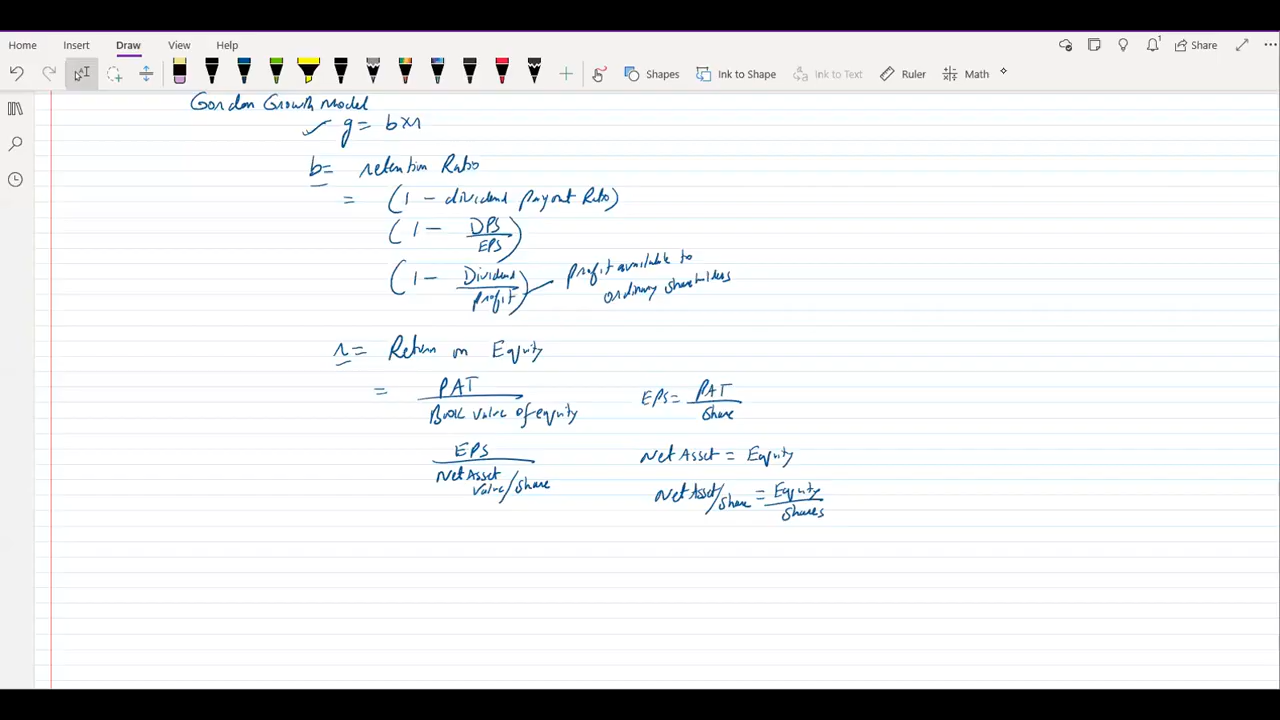 Home Insert Draw View Help
1
Share
Shapes Ink to Shape Ink to Text Ruler Math
Gordon Growth Model
g = b×r
b = retention Ratio
= (1 - dividend payout Ratio)
(1 - DPS/EPS)
(1 - Dividend/profit) profit available to
ordinary shareholders
r = Return on Equity
= PAT/Book value of equity
EPS/Net Asset value/share
EPS = PAT/Share
Net Asset = Equity
Net Asset/Share = Equity/Shares